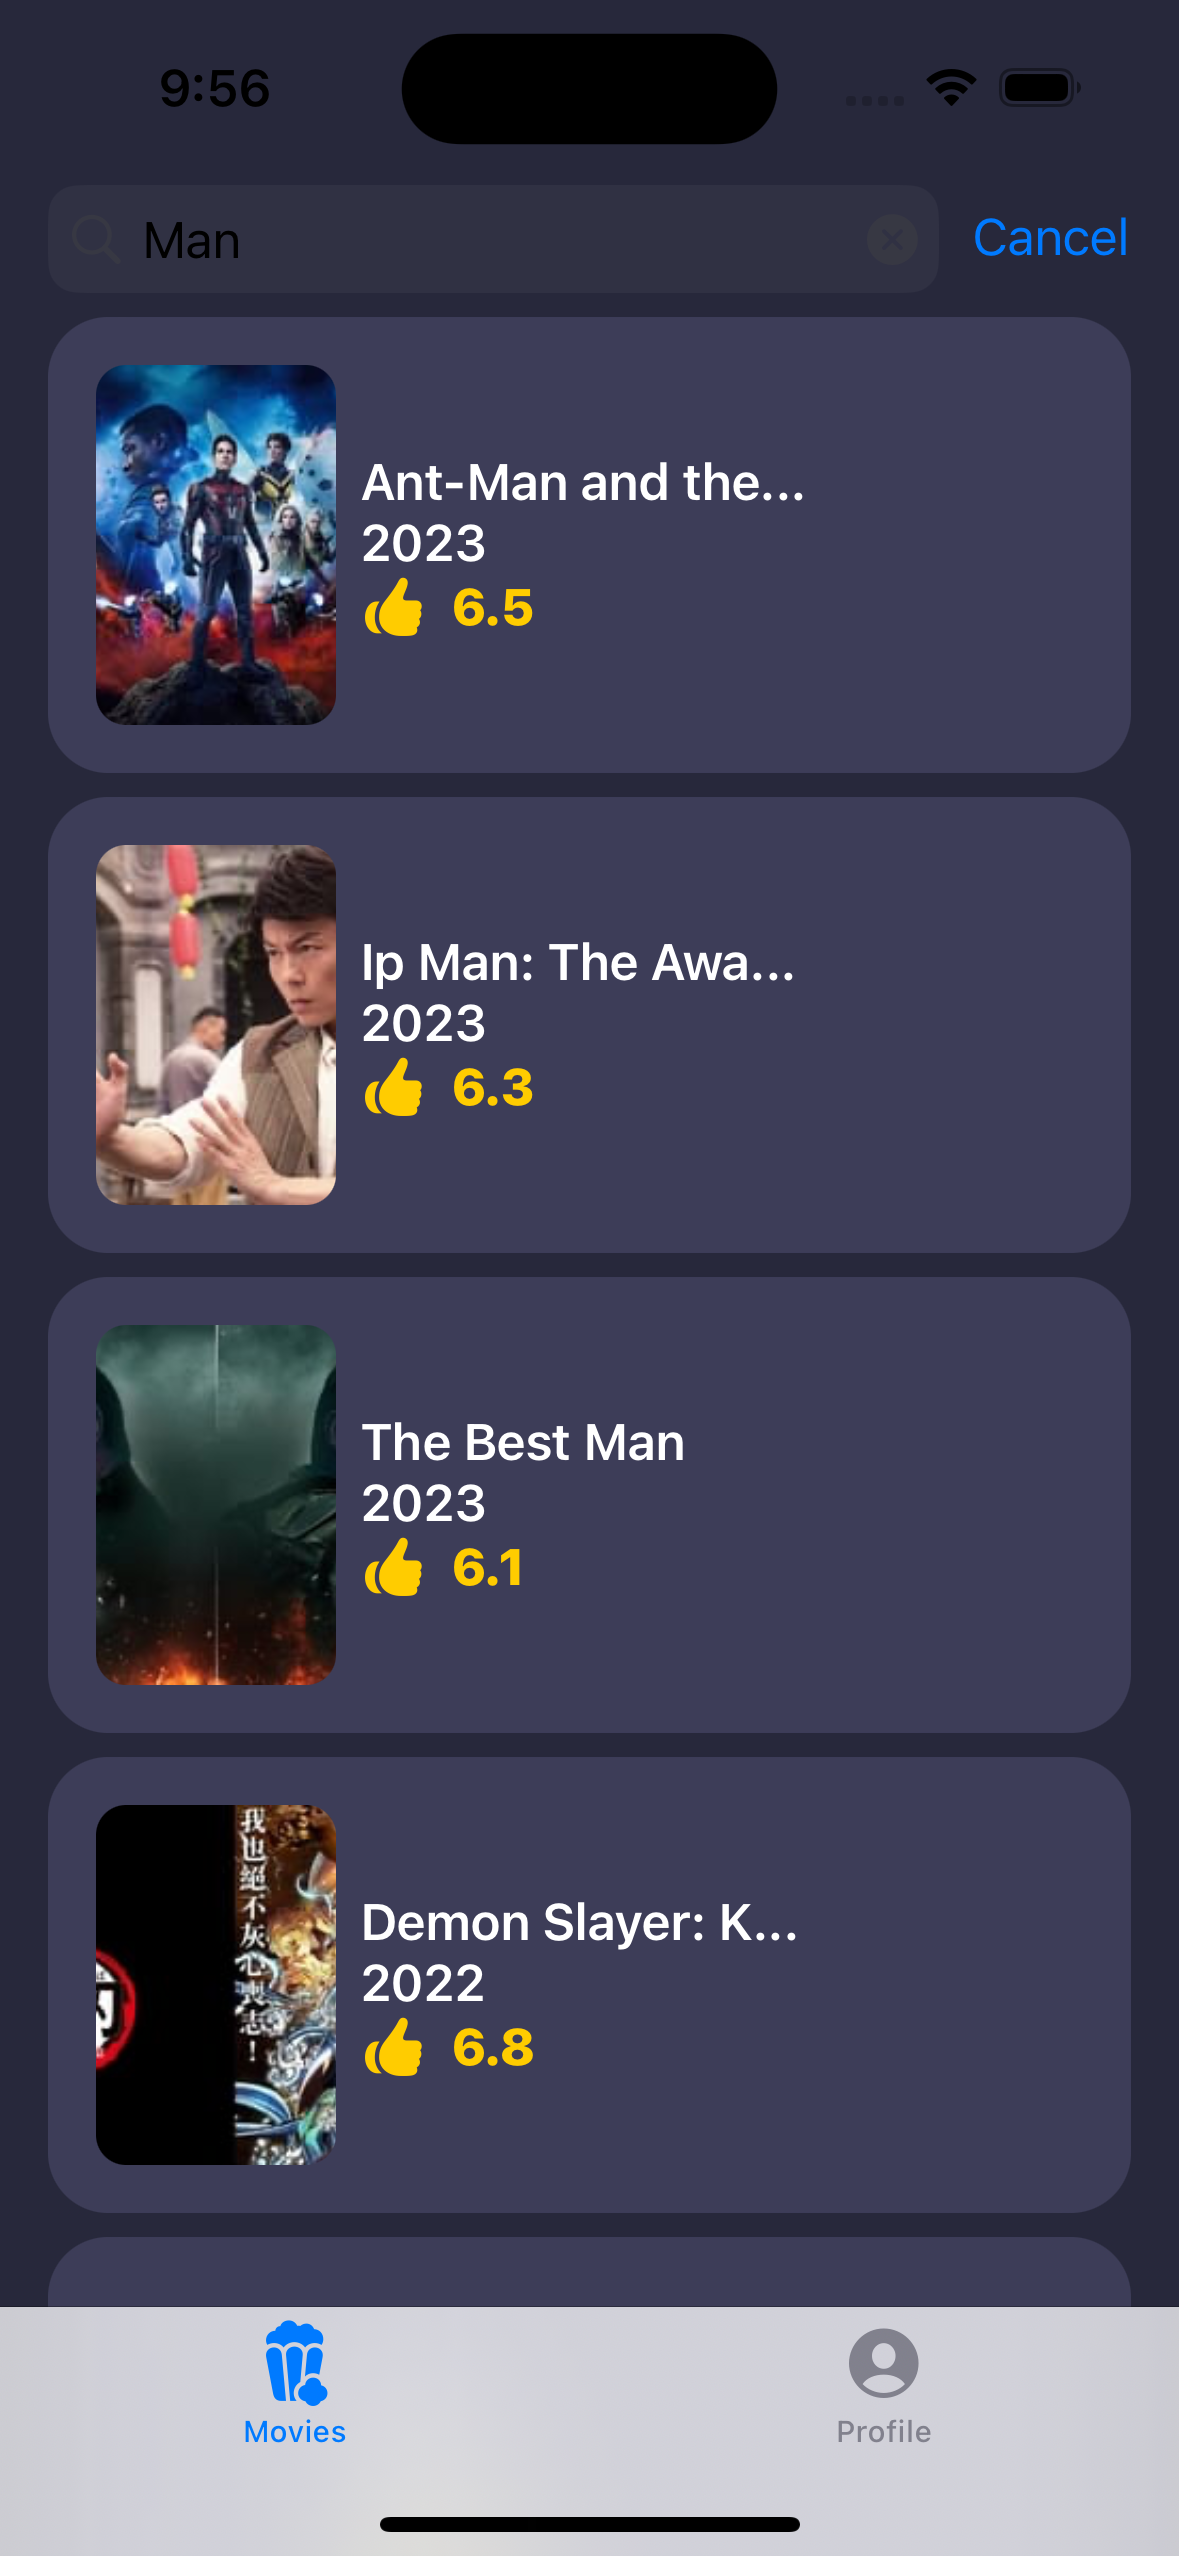 9:56
Man
Cancel
Ant-Man and the...
2023
6.5
Ip Man: The Awa...
2023
6.3
The Best Man
2023
6.1
我也絕不灰心喪志！
Demon Slayer: K...
2022
6.8
Movies
Profile